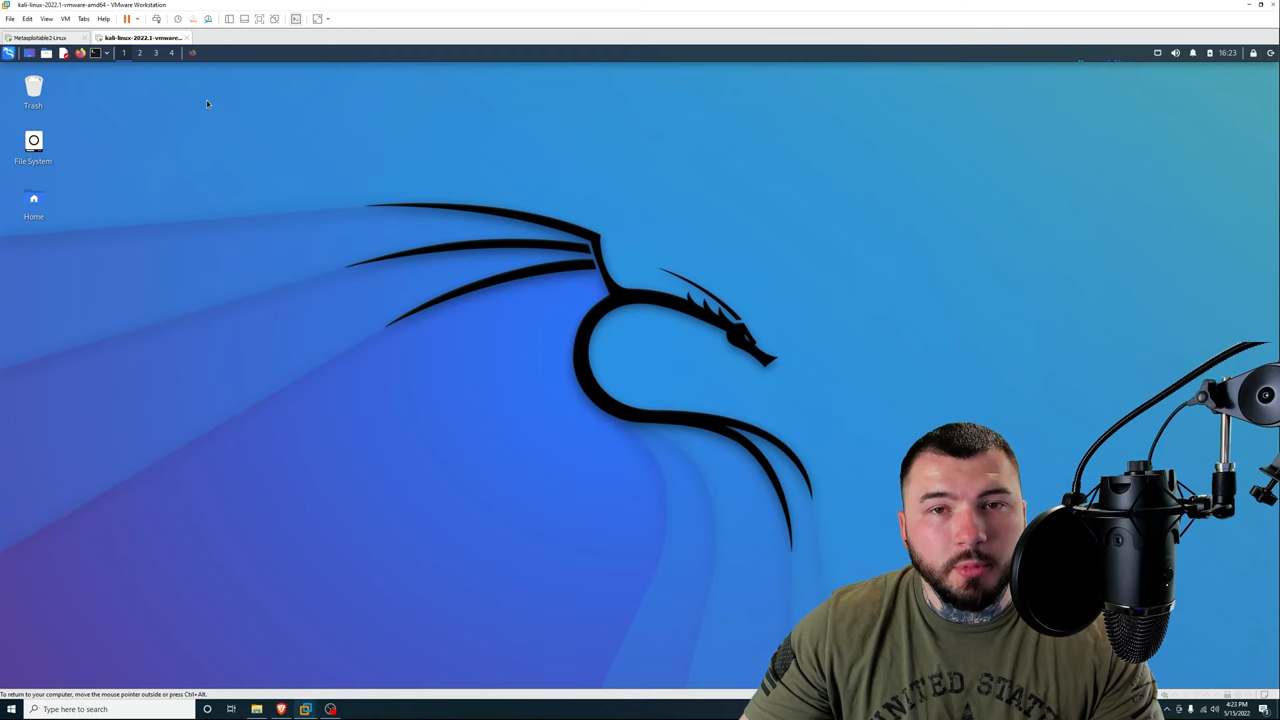 kali-linux-2022.1-vmware-amd64 - VMware Workstation
File Edit View VM Tabs Help
Metasploitable2-Linux
kali-linux-2022.1-vmware...
1 2 3 4
16:23
Trash
File System
Home
UNITED STATES
To return to your computer, move the mouse pointer outside or press Ctrl+Alt.
Type here to search
4:23 PM
5/15/2022